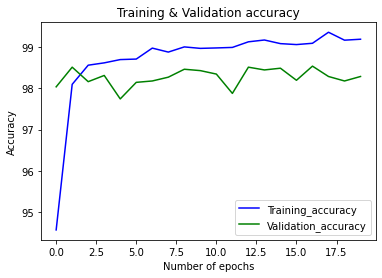 Training & Validation accuracy
Accuracy
99
98
97
96
95
0.0 2.5 5.0 7.5 10.0 12.5 15.0 17.5
Number of epochs
Training_accuracy
Validation_accuracy